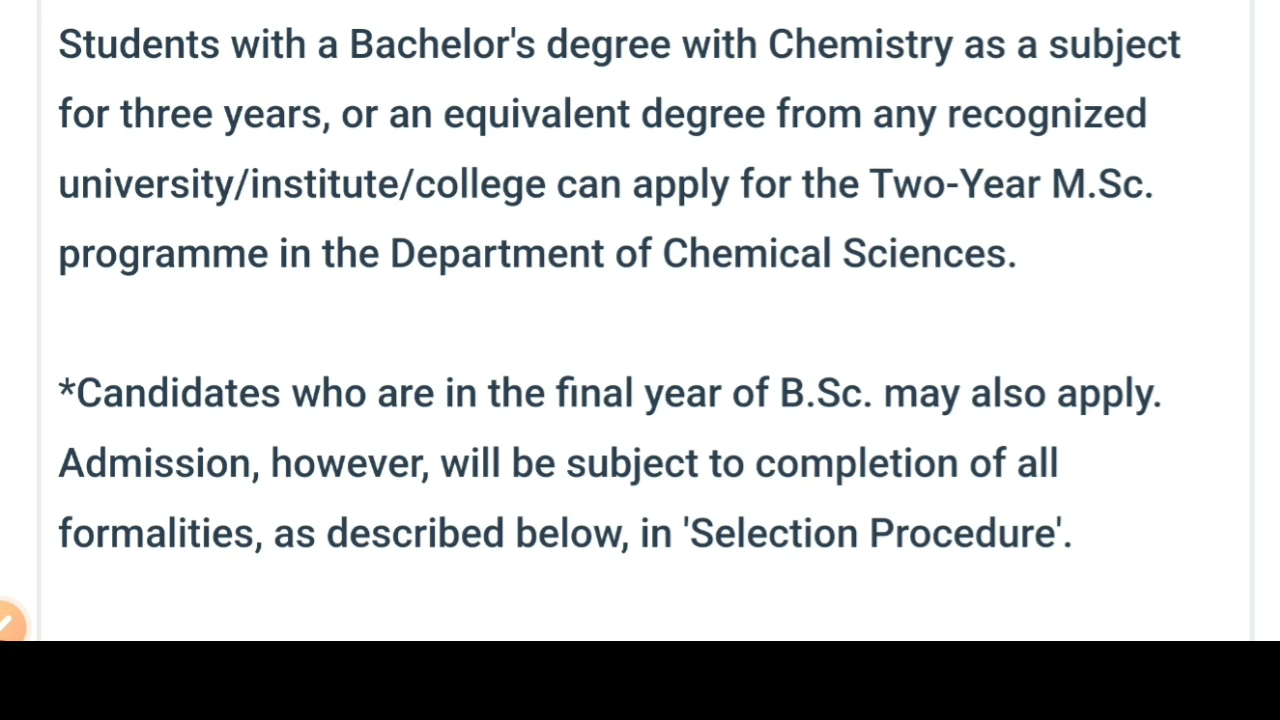 Students with a Bachelor's degree with Chemistry as a subject
for three years, or an equivalent degree from any recognized
university/institute/college can apply for the Two-Year M.Sc.
programme in the Department of Chemical Sciences.
*Candidates who are in the final year of B.Sc. may also apply.
Admission, however, will be subject to completion of all
formalities, as described below, in 'Selection Procedure'.